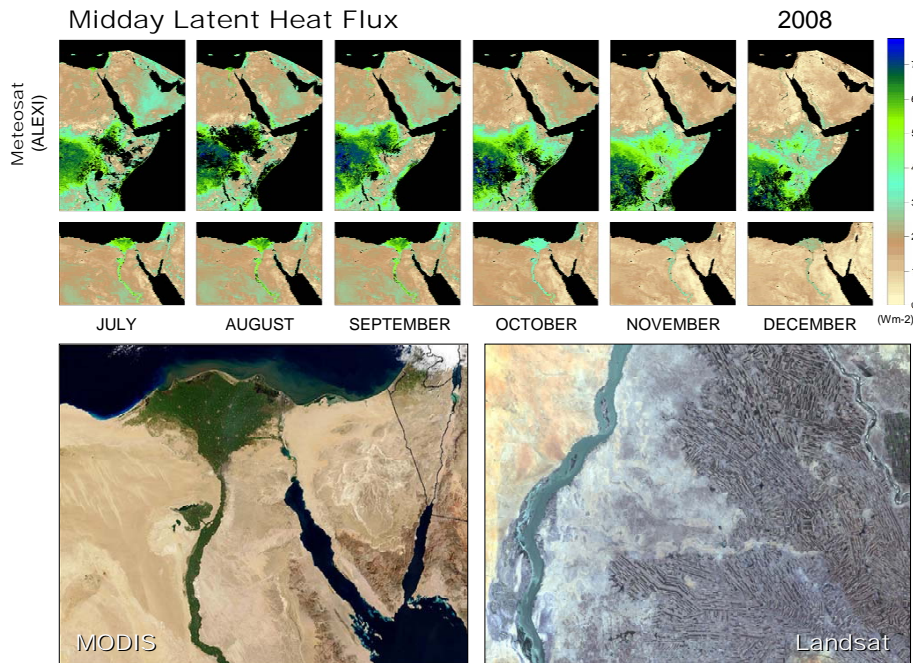 Midday Latent Heat Flux 2008
Meteosat
(ALEXI)
(Wm-2)
JULY AUGUST SEPTEMBER OCTOBER NOVEMBER DECEMBER
MODIS
Landsat